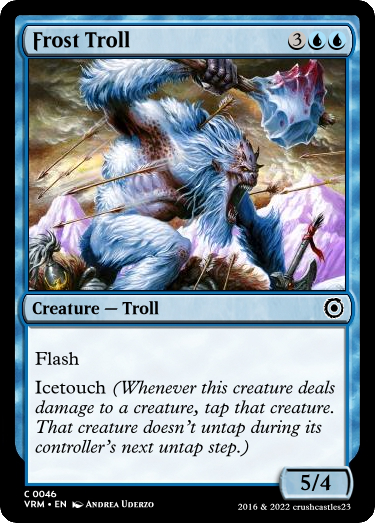 Frost Troll 3
Creature — Troll
Flash
Icetouch (Whenever this creature deals
damage to a creature, tap that creature.
That creature doesn't untap during its
controller's next untap step.)
5/4
C 0046
VRM • EN Andrea Uderzo
2016 & 2022 crushcastles23